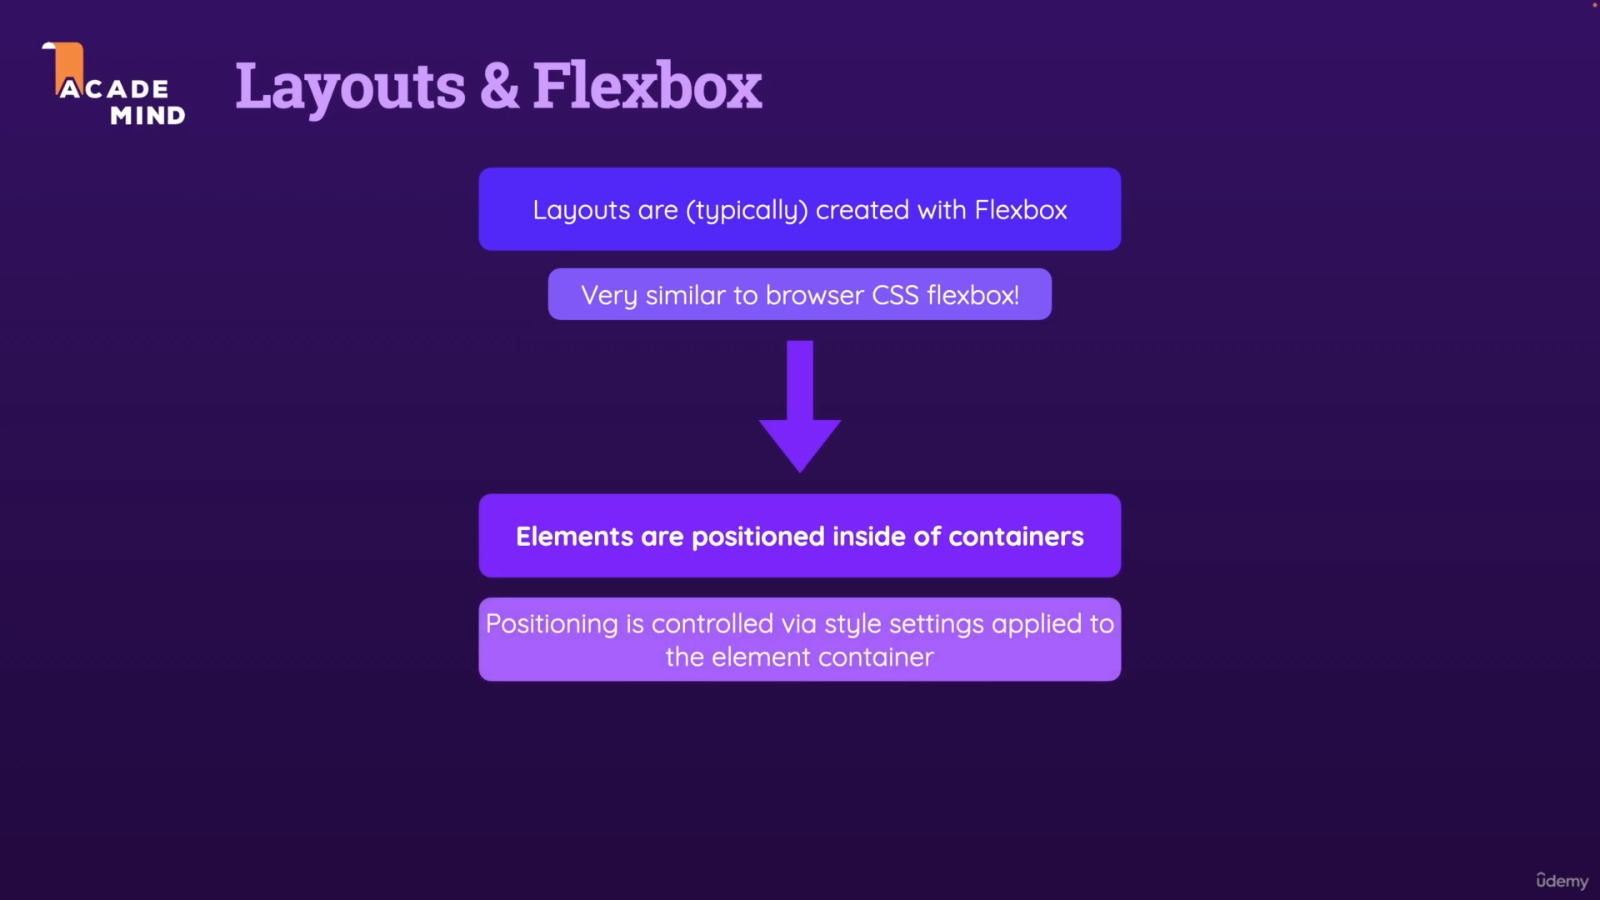 ACADE
MIND
Layouts & Flexbox
Layouts are (typically) created with Flexbox
Very similar to browser CSS flexbox!
Elements are positioned inside of containers
Positioning is controlled via style settings applied to
the element container
ûdemy